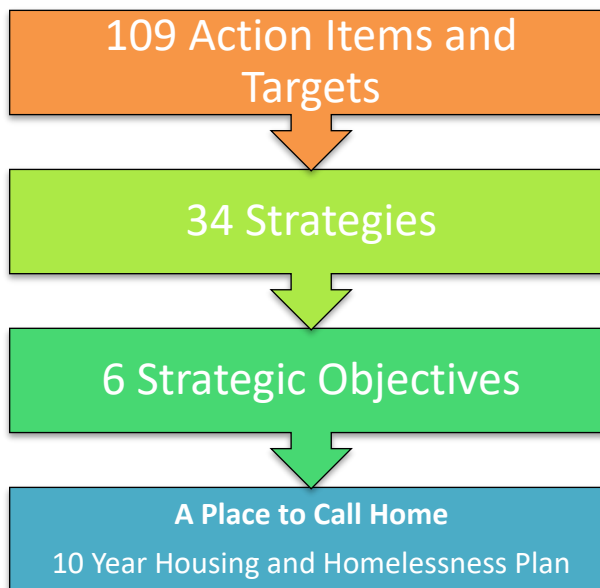 109 Action Items and
Targets
34 Strategies
6 Strategic Objectives
A Place to Call Home
10 Year Housing and Homelessness Plan